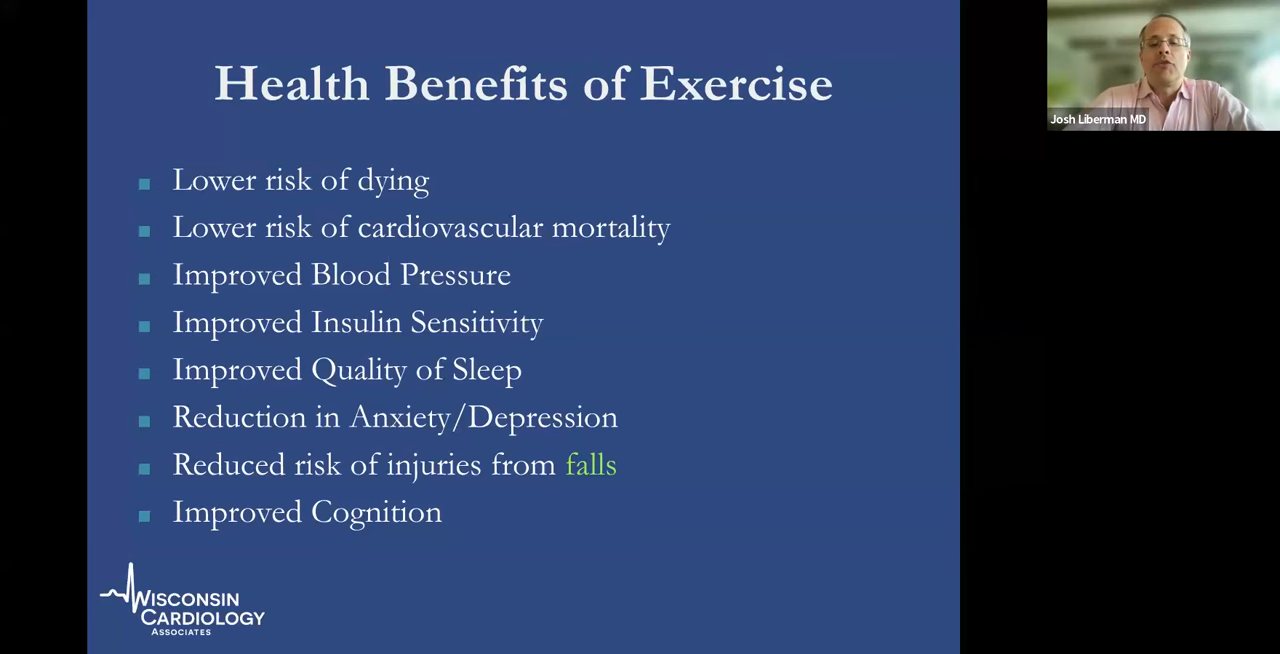 Health Benefits of Exercise
Lower risk of dying
Lower risk of cardiovascular mortality
Improved Blood Pressure
Improved Insulin Sensitivity
Improved Quality of Sleep
Reduction in Anxiety/Depression
Reduced risk of injuries from falls
Improved Cognition
WISCONSIN
CARDIOLOGY
ASSOCIATES
Josh Liberman MD